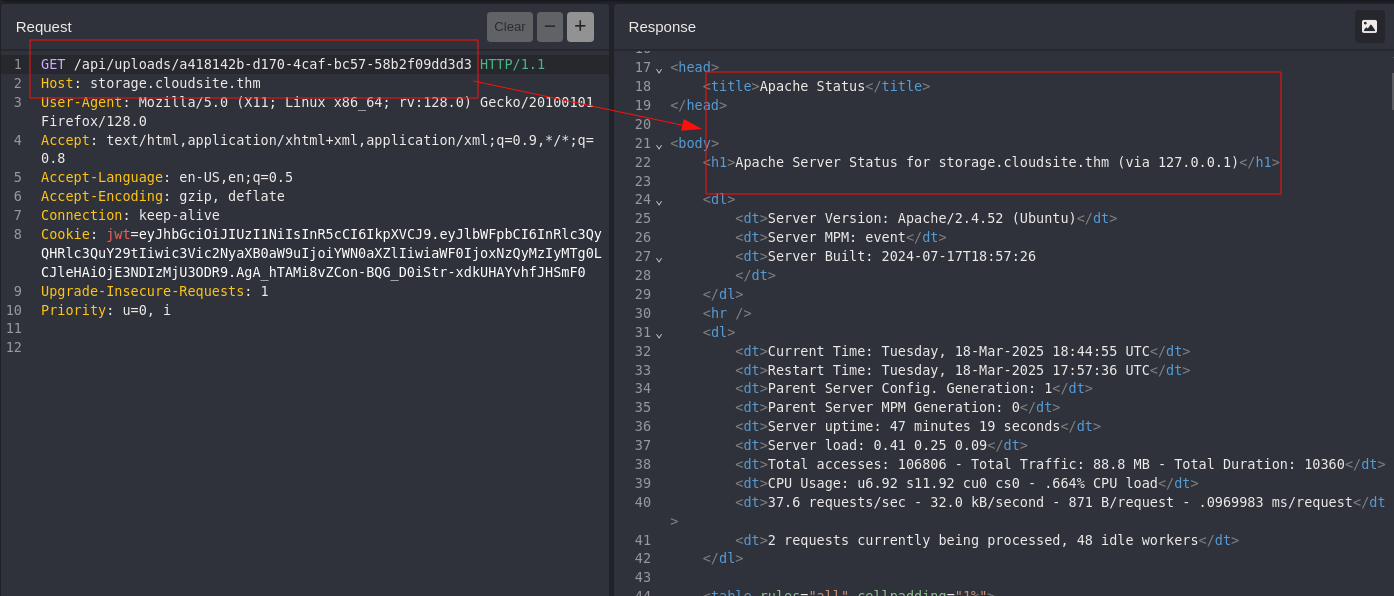 Request
Clear
−
+
1 GET /api/uploads/a418142b-d170-4caf-bc57-58b2f09dd3d3 HTTP/1.1
2 Host: storage.cloudsite.thm
3 User-Agent: Mozilla/5.0 (X11; Linux x86_64; rv:128.0) Gecko/20100101
Firefox/128.0
4 Accept: text/html,application/xhtml+xml,application/xml;q=0.9,*/*;q=
0.8
5 Accept-Language: en-US,en;q=0.5
6 Accept-Encoding: gzip, deflate
7 Connection: keep-alive
8 Cookie: jwt=eyJhbGciOiJIUzI1NiIsInR5cCI6IkpXVCJ9.eyJlbWFpbCI6InRlc3Qy
QHRlc3QuY29tIiwic3Vic2NyaXB0aW9uIjoiYWN0aXZlIiwiaWF0IjoxNzQyMzIyMTg0L
CJleHAiOjE3NDIzMjU3ODR9.AgA_hTAMi8vZCon-BQG_D0iStr-xdkUHAYvhfJHSmF0
9 Upgrade-Insecure-Requests: 1
10 Priority: u=0, i
11
12
Response
16
17 <head>
18 <title>Apache Status</title>
19 </head>
20
21 <body>
22 <h1>Apache Server Status for storage.cloudsite.thm (via 127.0.0.1)</h1>
23
24 <dl>
25 <dt>Server Version: Apache/2.4.52 (Ubuntu)</dt>
26 <dt>Server MPM: event</dt>
27 <dt>Server Built: 2024-07-17T18:57:26
28 </dt>
29 </dl>
30 <hr />
31 <dl>
32 <dt>Current Time: Tuesday, 18-Mar-2025 18:44:55 UTC</dt>
33 <dt>Restart Time: Tuesday, 18-Mar-2025 17:57:36 UTC</dt>
34 <dt>Parent Server Config. Generation: 1</dt>
35 <dt>Parent Server MPM Generation: 0</dt>
36 <dt>Server uptime: 47 minutes 19 seconds</dt>
37 <dt>Server load: 0.41 0.25 0.09</dt>
38 <dt>Total accesses: 106806 - Total Traffic: 88.8 MB - Total Duration: 10360</dt>
39 <dt>CPU Usage: u6.92 s11.92 cu0 cs0 - .664% CPU load</dt>
40 <dt>37.6 requests/sec - 32.0 kB/second - 871 B/request - .0969983 ms/request</dt
>
41 <dt>2 requests currently being processed, 48 idle workers</dt>
42 </dl>
43
44 <table rules="all" cellpadding="1%">